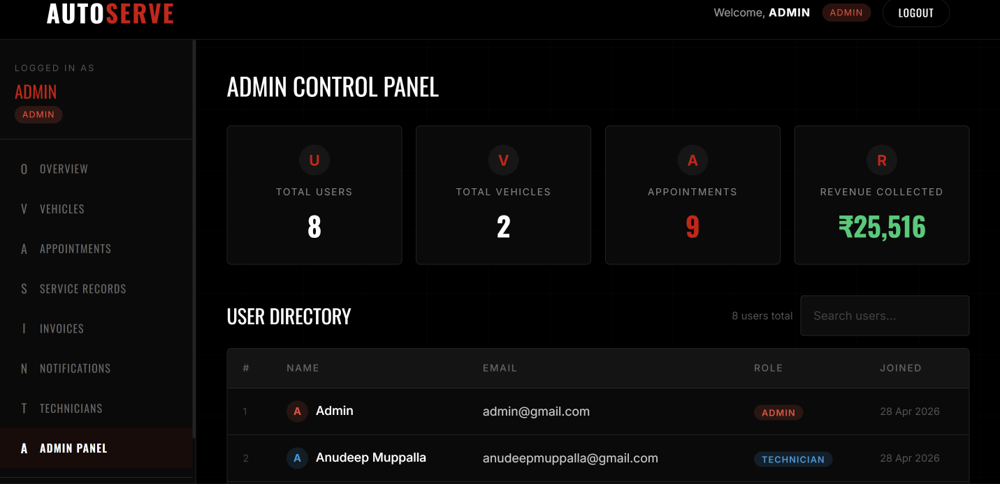 AUTOSERVE
Welcome, ADMIN ADMIN LOGOUT
LOGGED IN AS
ADMIN
ADMIN
O OVERVIEW
V VEHICLES
A APPOINTMENTS
S SERVICE RECORDS
I INVOICES
N NOTIFICATIONS
T TECHNICIANS
A ADMIN PANEL
ADMIN CONTROL PANEL
U
TOTAL USERS
8
V
TOTAL VEHICLES
2
A
APPOINTMENTS
9
R
REVENUE COLLECTED
₹25,516
USER DIRECTORY
8 users total Search users...
# NAME EMAIL ROLE JOINED
1 A Admin admin@gmail.com ADMIN 28 Apr 2026
2 A Anudeep Muppalla anudeepmuppalla@gmail.com TECHNICIAN 28 Apr 2026